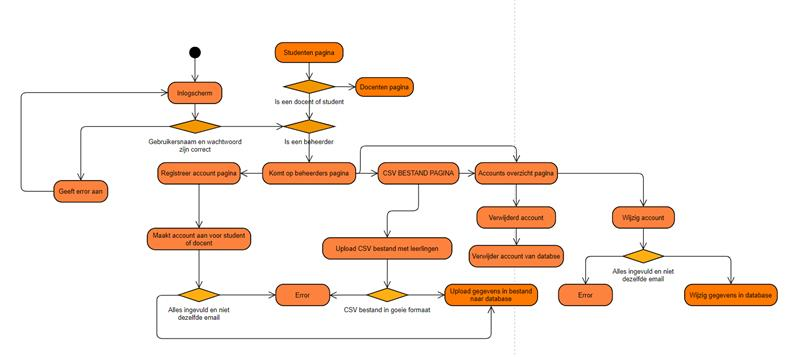 Studenten pagina
Docenten pagina
Inlogscherm
Is een docent of student
Gebuikersnaam en wachtwoord
zijn correct
Is een beheerder
Geeft error aan
Registreer account pagina
Komt op beheerders pagina
CSV BESTAND PAGINA
Accounts overzicht pagina
Verwijderd account
Wijzig account
Maakt account aan voor student
of docent
Upload CSV bestand met leerlingen
Verwijder account van databse
Alles ingevuld en niet
dezelfde email
Error
Alles ingevuld en niet
dezelfde email
Error
CSV bestand in goeie formaat
Upload gegevens in bestand
naar database
Wijzig gegevens in database